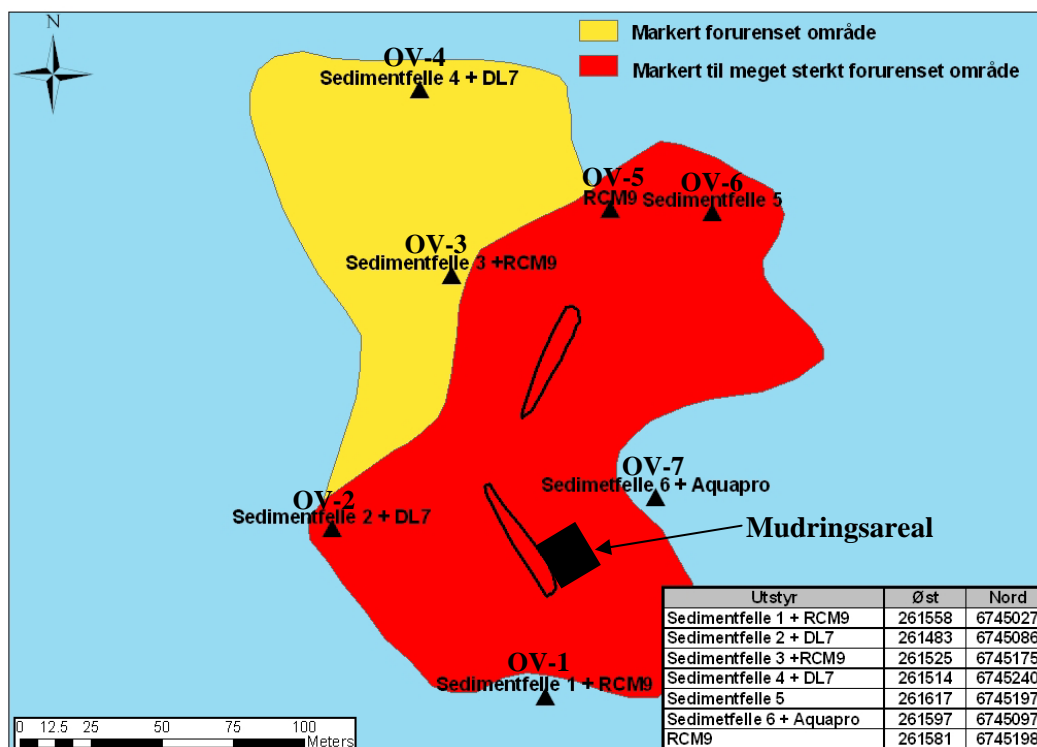 N
Markert forurenset område
Markert til meget sterkt forurenset område
OV-4
Sedimentfelle 4 + DL7
OV-5
RCM9
OV-6
Sedimentfelle 5
OV-3
Sedimentfelle 3 +RCM9
OV-7
Sedimetfelle 6 + Aquapro
OV-2
Sedimentfelle 2 + DL7
Mudringsareal
OV-1
Sedimentfelle 1 + RCM9
Utstyr Øst Nord
Sedimentfelle 1 + RCM9 261558 6745027
Sedimentfelle 2 + DL7 261483 6745086
Sedimentfelle 3 +RCM9 261525 6745175
Sedimentfelle 4 + DL7 261514 6745240
Sedimentfelle 5 261617 6745197
Sedimetfelle 6 + Aquapro 261597 6745097
RCM9 261581 6745198
0 12.5 25 50 75 100
Meters